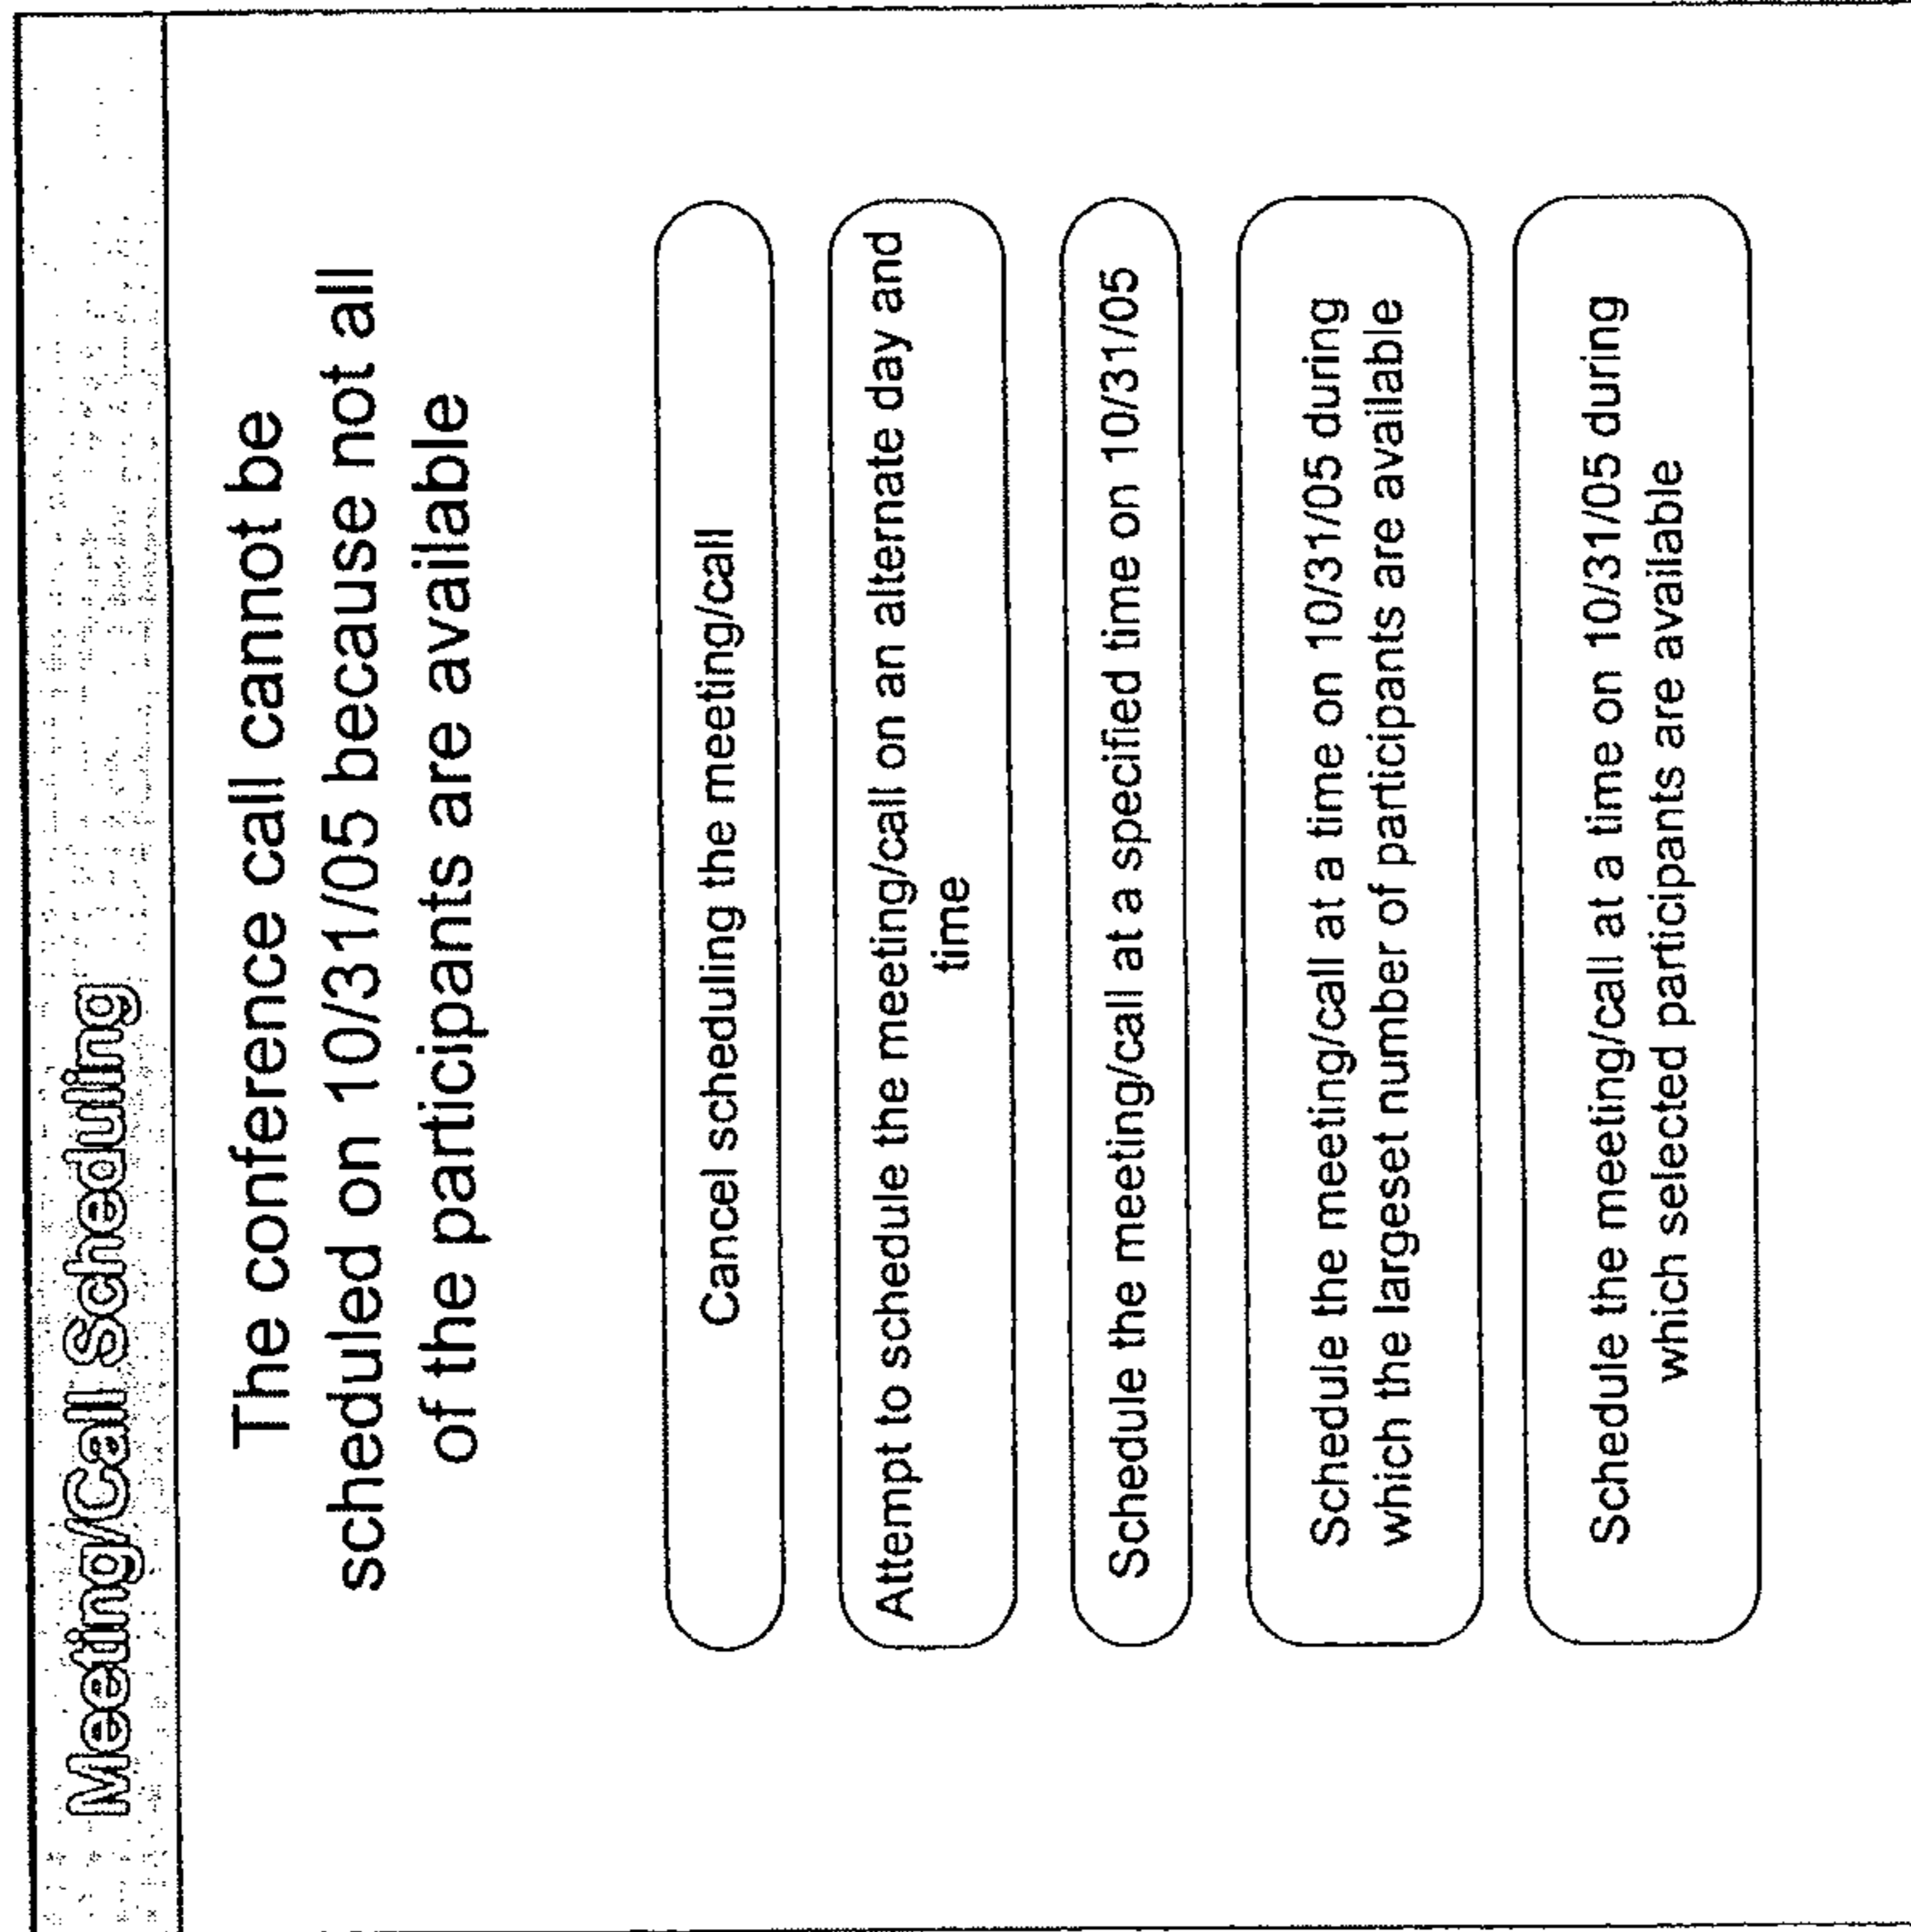 Meeting/Call Scheduling
The conference call cannot be
scheduled on 10/31/05 because not all
of the participants are available
Cancel scheduling the meeting/call
Attempt to schedule the meeting/call on an alternate day and
time
Schedule the meeting/call at a specified time on 10/31/05
Schedule the meeting/call at a time on 10/31/05 during
which the largeset number of participants are available
Schedule the meeting/call at a time on 10/31/05 during
which selected participants are available